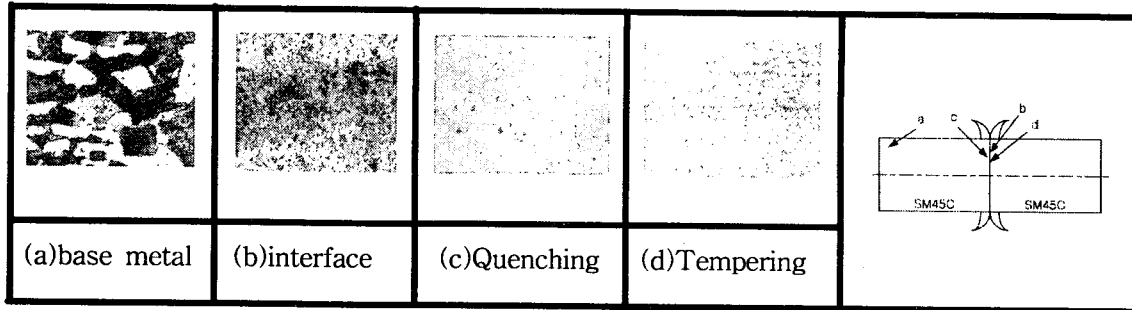 b
c
a
d
SM45C SM45C
(a)base metal (b)interface (c)Quenching (d)Tempering